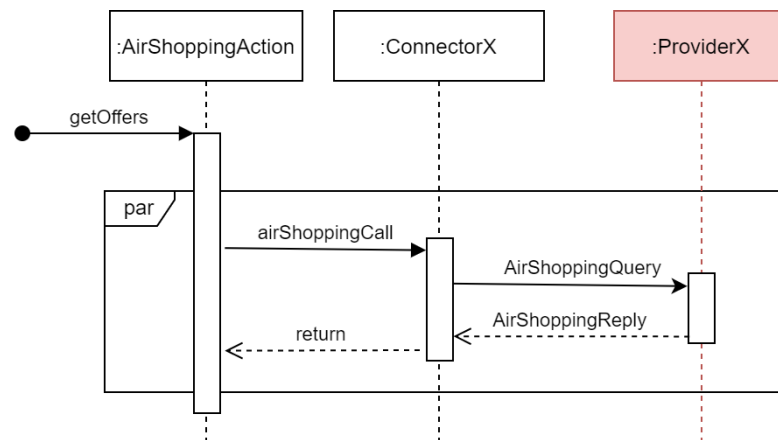 :AirShoppingAction
:ConnectorX
:ProviderX
getOffers
par
airShoppingCall
AirShoppingQuery
AirShoppingReply
return